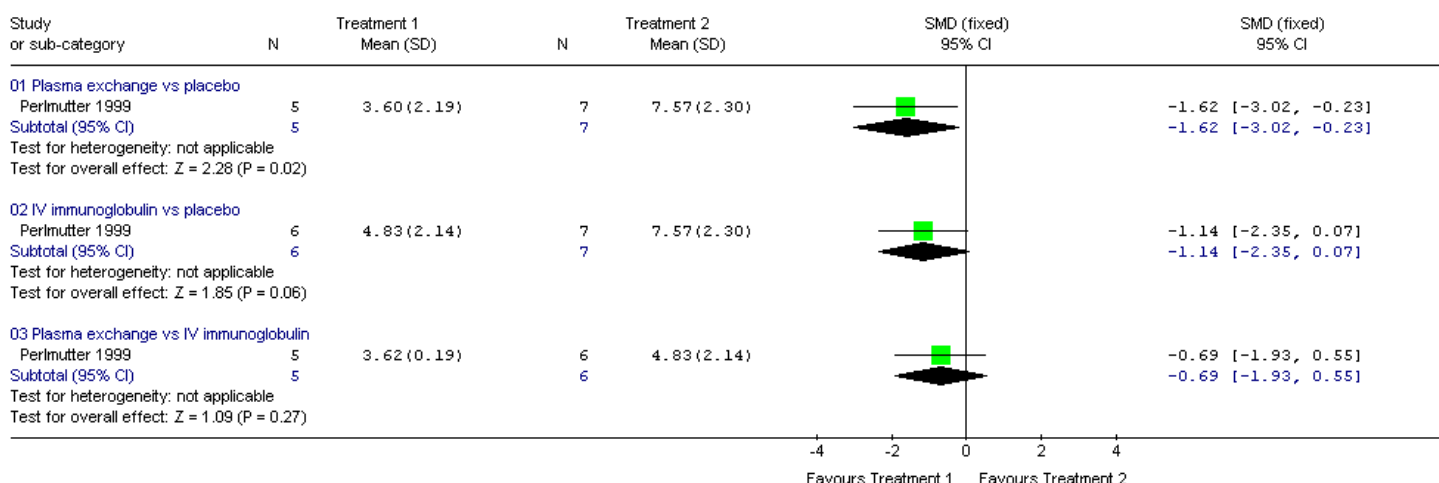 Study Treatment 1 Treatment 2 SMD (fixed) SMD (fixed)
or sub-category N Mean (SD) N Mean (SD) 95% CI 95% CI
01 Plasma exchange vs placebo
Perlmutter 1999 5 3.60(2.19) 7 7.57(2.30) -1.62 [-3.02, -0.23]
Subtotal (95% CI) 5 7 -1.62 [-3.02, -0.23]
Test for heterogeneity: not applicable
Test for overall effect: Z = 2.28 (P = 0.02)
02 IV immunoglobulin vs placebo
Perlmutter 1999 6 4.83(2.14) 7 7.57(2.30) -1.14 [-2.35, 0.07]
Subtotal (95% CI) 6 7 -1.14 [-2.35, 0.07]
Test for heterogeneity: not applicable
Test for overall effect: Z = 1.85 (P = 0.06)
03 Plasma exchange vs IV immunoglobulin
Perlmutter 1999 5 3.62(0.19) 6 4.83(2.14) -0.69 [-1.93, 0.55]
Subtotal (95% CI) 5 6 -0.69 [-1.93, 0.55]
Test for heterogeneity: not applicable
Test for overall effect: Z = 1.09 (P = 0.27)
-4 -2 0 2 4
Favours Treatment 1 Favours Treatment 2